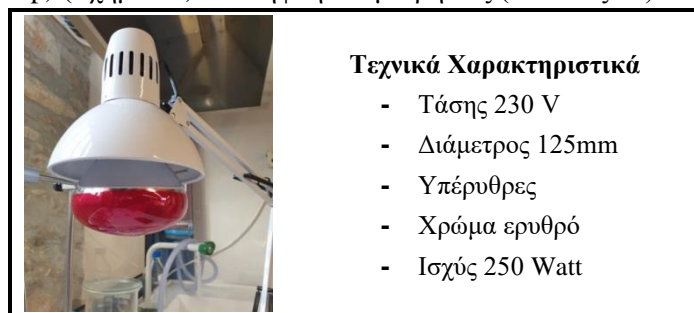 Τεχνικά Χαρακτηριστικά
- Τάσης 230 V
- Διάμετρος 125mm
- Υπέρυθρες
- Χρώμα ερυθρό
- Ισχύς 250 Watt